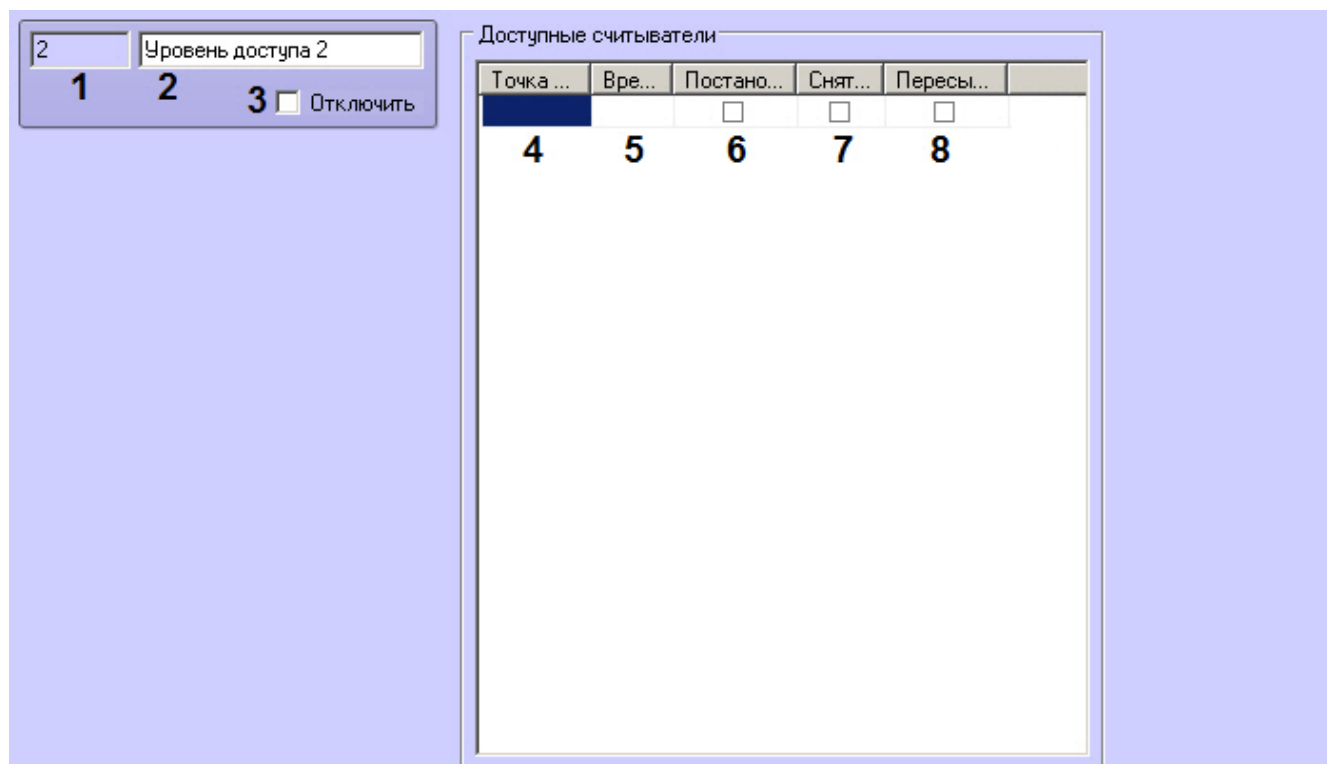 2 Уровень доступа 2
1 2 3 Отключить
Доступные считыватели
Точка ... Вре... Постано... Снят... Пересы...
4 5 6 7 8